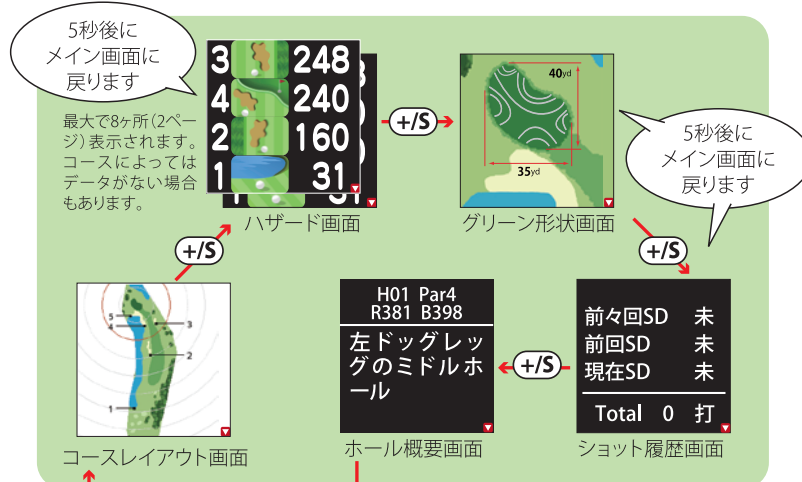 5秒後に
メイン画面に
戻ります
最大で8ヶ所(2ペー
ジ)表示されます。
コースによっては
データがない場合
もあります。
3 248
4 240
2 160
1 31
ハザード画面
+/S
40yd
35yd
グリーン形状画面
5秒後に
メイン画面に
戻ります
+/S
+/S
5
4
3
2
1
コースレイアウト画面
H01 Par4
R381 B398
左ドッグレッ
グのミドルホ
ール
ホール概要画面
+/S
前々回SD 未
前回SD 未
現在SD 未
Total 0 打
ショット履歴画面